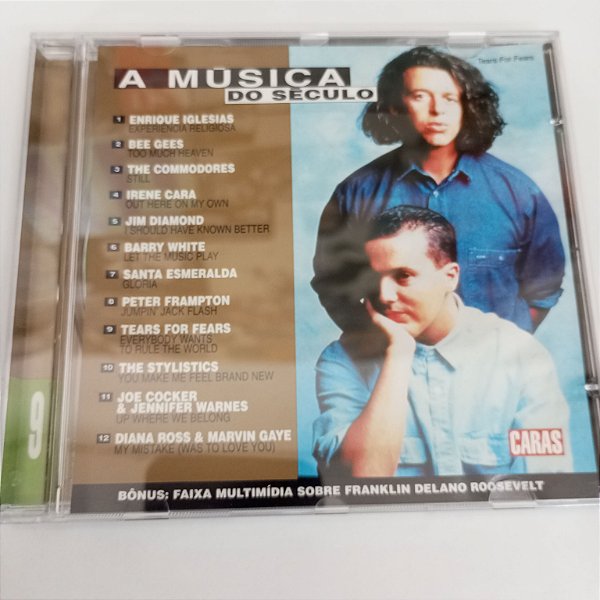 A MÚSICA
DO SÉCULO
Tears For Fears
1 ENRIQUE IGLESIAS
EXPERIENCIA RELIGIOSA
2 BEE GEES
TOO MUCH HEAVEN
3 THE COMMODORES
STILL
4 IRENE CARA
OUT HERE ON MY OWN
5 JIM DIAMOND
I SHOULD HAVE KNOWN BETTER
6 BARRY WHITE
LET THE MUSIC PLAY
7 SANTA ESMERALDA
GLORIA
8 PETER FRAMPTON
JUMPIN' JACK FLASH
9 TEARS FOR FEARS
EVERYBODY WANTS
TO RULE THE WORLD
10 THE STYLISTICS
YOU MAKE ME FEEL BRAND NEW
11 JOE COCKER
& JENNIFER WARNES
UP WHERE WE BELONG
12 DIANA ROSS & MARVIN GAYE
MY MISTAKE (WAS TO LOVE YOU)
9
CARAS
BÔNUS: FAIXA MULTIMÍDIA SOBRE FRANKLIN DELANO ROOSEVELT